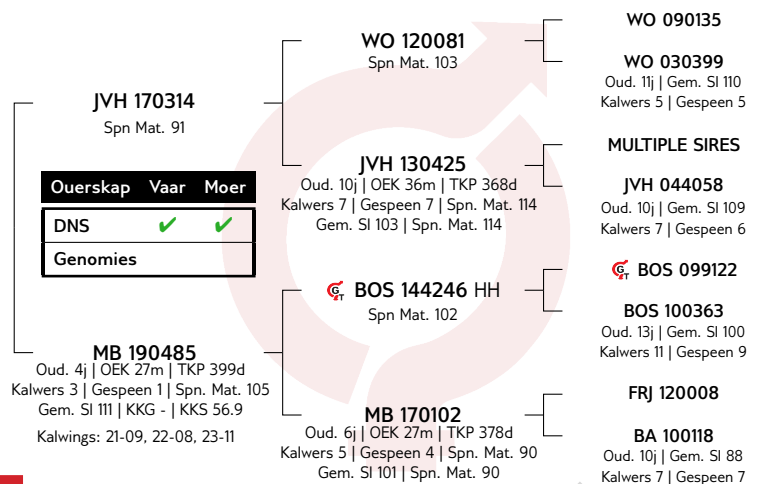 JVH 170314
Spn Mat. 91
Ouerskap Vaar Moer
DNS ✔ ✔
Genomies
MB 190485
Oud. 4j | OEK 27m | TKP 399d
Kalwers 3 | Gespeen 1 | Spn. Mat. 105
Gem. SI 111 | KKG - | KKS 56.9
Kalwings: 21-09, 22-08, 23-11
WO 120081
Spn Mat. 103
JVH 130425
Oud. 10j | OEK 36m | TKP 368d
Kalwers 7 | Gespeen 7 | Spn. Mat. 114
Gem. SI 103 | Spn. Mat. 114
GT BOS 144246 HH
Spn Mat. 102
MB 170102
Oud. 6j | OEK 27m | TKP 378d
Kalwers 5 | Gespeen 4 | Spn. Mat. 90
Gem. SI 101 | Spn. Mat. 90
WO 090135
WO 030399
Oud. 11j | Gem. SI 110
Kalwers 5 | Gespeen 5
MULTIPLE SIRES
JVH 044058
Oud. 10j | Gem. SI 109
Kalwers 7 | Gespeen 6
GT BOS 099122
BOS 100363
Oud. 13j | Gem. SI 100
Kalwers 11 | Gespeen 9
FRJ 120008
BA 100118
Oud. 10j | Gem. SI 88
Kalwers 7 | Gespeen 7